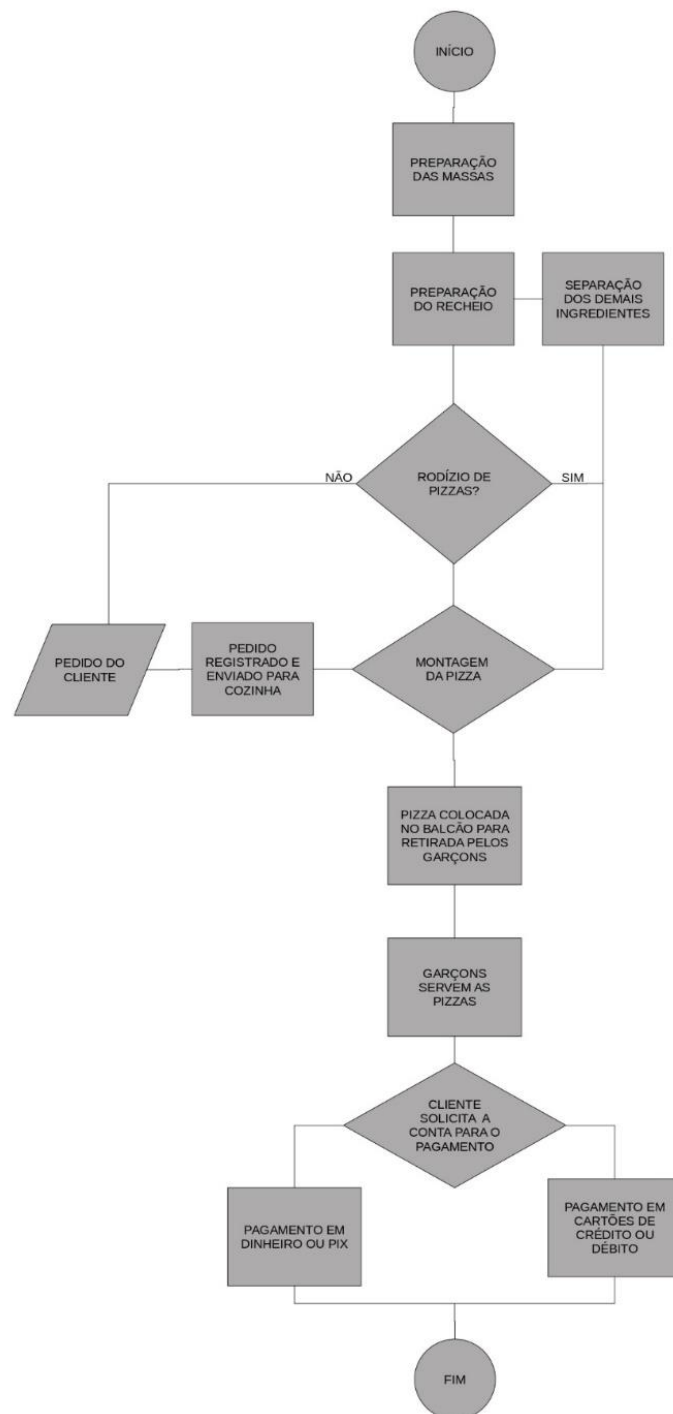 INÍCIO
PREPARAÇÃO
DAS MASSAS
PREPARAÇÃO
DO RECHEIO
SEPARAÇÃO
DOS DEMAIS
INGREDIENTES
NÃO
RODÍZIO DE
PIZZAS?
SIM
PEDIDO DO
CLIENTE
PEDIDO
REGISTRADO E
ENVIADO PARA
COZINHA
MONTAGEM
DA PIZZA
PIZZA COLOCADA
NO BALCÃO PARA
RETIRADA PELOS
GARÇONS
GARÇONS
SERVEM AS
PIZZAS
CLIENTE
SOLICITA A
CONTA PARA O
PAGAMENTO
PAGAMENTO EM
DINHEIRO OU PIX
PAGAMENTO EM
CARTÕES DE
CRÉDITO OU
DÉBITO
FIM